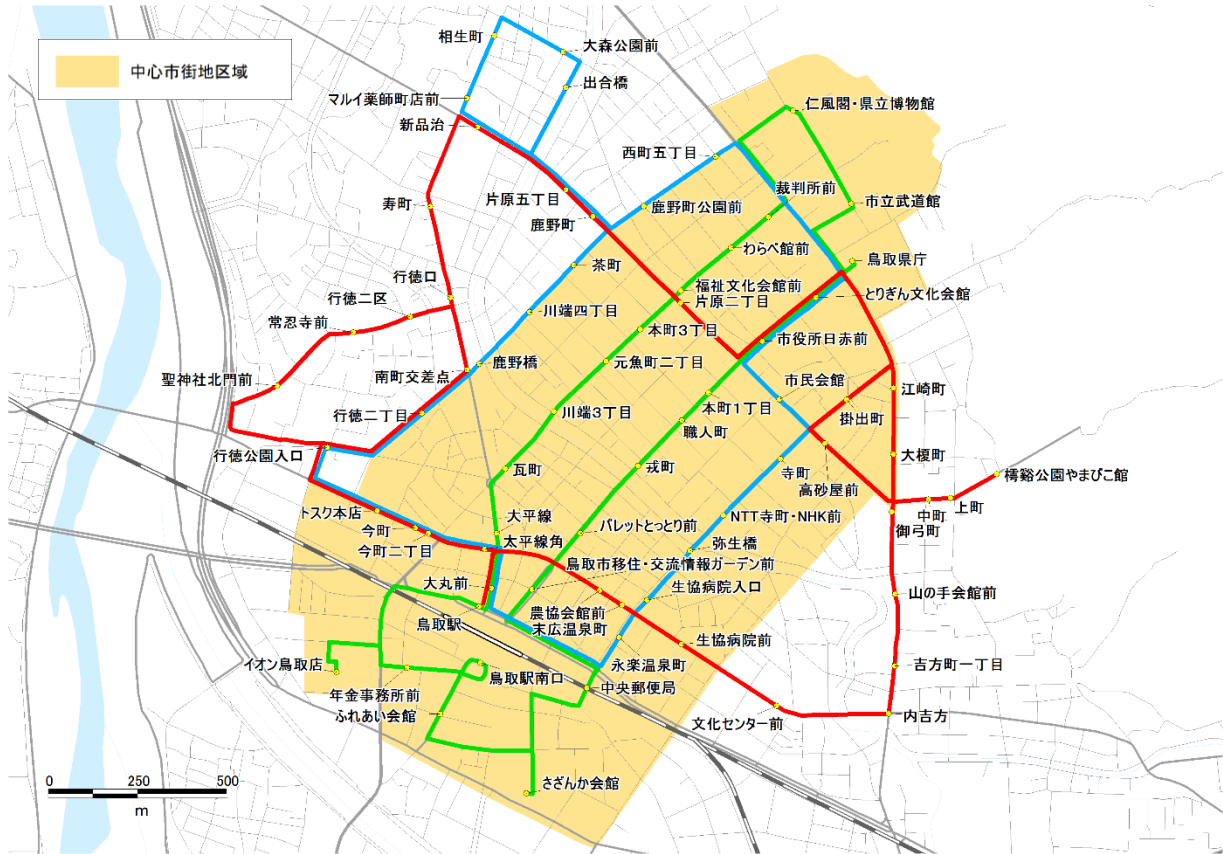 中心市街地区域
相生町
大森公園前
出合橋
マルイ薬師町店前
新品治
仁風閣・県立博物館
西町五丁目
裁判所前
片原五丁目
鹿野町公園前
市立武道館
寿町
鹿野町
わらべ館前
鳥取県庁
茶町
行徳口
福祉文化会館前
とりぎん文化会館
行徳二区
片原二丁目
川端四丁目
常忍寺前
本町3丁目
市役所日赤前
元魚町二丁目
鹿野橋
南町交差点
市民会館
聖神社北門前
江崎町
本町1丁目
掛出町
行徳二丁目
川端3丁目
職人町
行徳公園入口
大榎町
戎町
寺町
瓦町
高砂屋前
樗谿公園やまびこ館
上町
中町
トスク本店
大平線
NTT寺町・NHK前
今町
パレットとっとり前
御弓町
太平線角
今町二丁目
弥生橋
鳥取市移住・交流情報ガーデン前
大丸前
生協病院入口
山の手会館前
鳥取駅
農協会館前
末広温泉町
生協病院前
イオン鳥取店
永楽温泉町
吉方町一丁目
鳥取駅南口
中央郵便局
年金事務所前
ふれあい会館
文化センター前
内吉方
さざんか会館
0 250 500
m